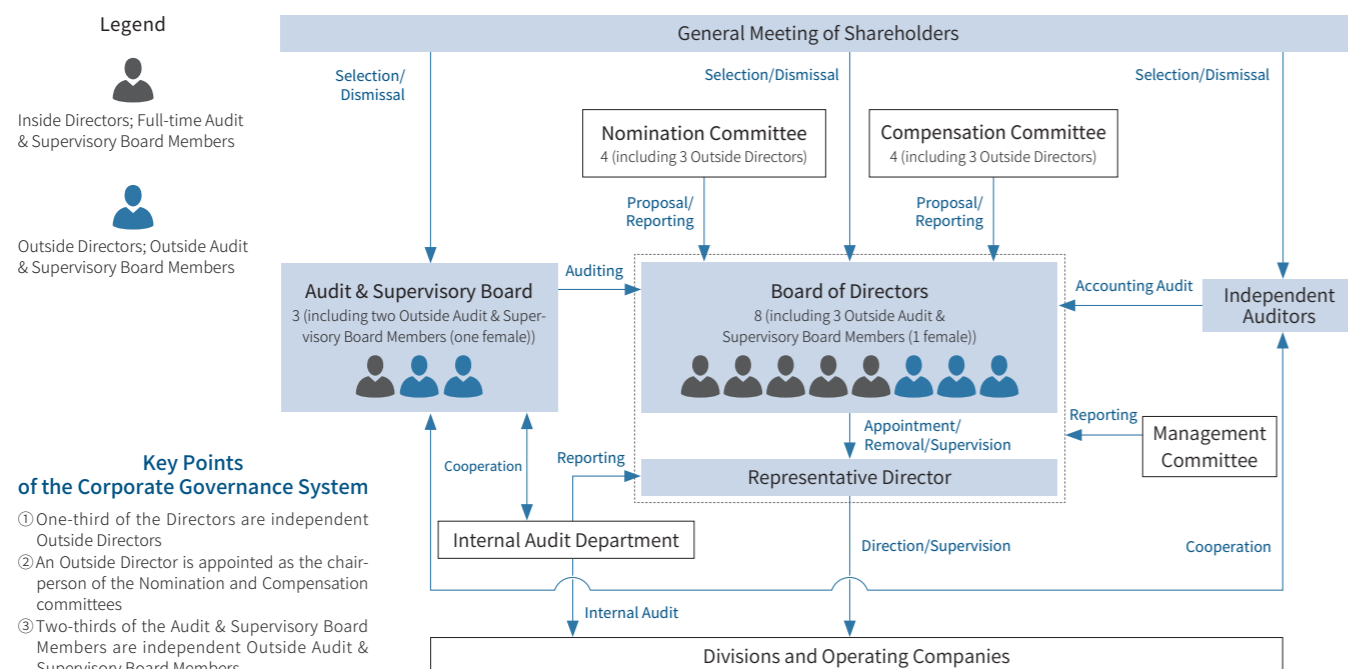 Legend
Inside Directors; Full-time Audit
& Supervisory Board Members
Outside Directors; Outside Audit
& Supervisory Board Members
General Meeting of Shareholders
Selection/
Dismissal
Selection/Dismissal
Selection/Dismissal
Nomination Committee
4 (including 3 Outside Directors)
Compensation Committee
4 (including 3 Outside Directors)
Proposal/
Reporting
Proposal/
Reporting
Audit & Supervisory Board
3 (including two Outside Audit & Super-
visory Board Members (one female))
Auditing
Board of Directors
8 (including 3 Outside Audit &
Supervisory Board Members (1 female))
Accounting Audit
Independent
Auditors
Appointment/
Removal/Supervision
Reporting
Management
Committee
Cooperation
Reporting
Representative Director
Internal Audit Department
Direction/Supervision
Cooperation
Internal Audit
Divisions and Operating Companies
Key Points
of the Corporate Governance System
①One-third of the Directors are independent
Outside Directors
②An Outside Director is appointed as the chair-
person of the Nomination and Compensation
committees
③Two-thirds of the Audit & Supervisory Board
Members are independent Outside Audit &
Supervisory Board Members